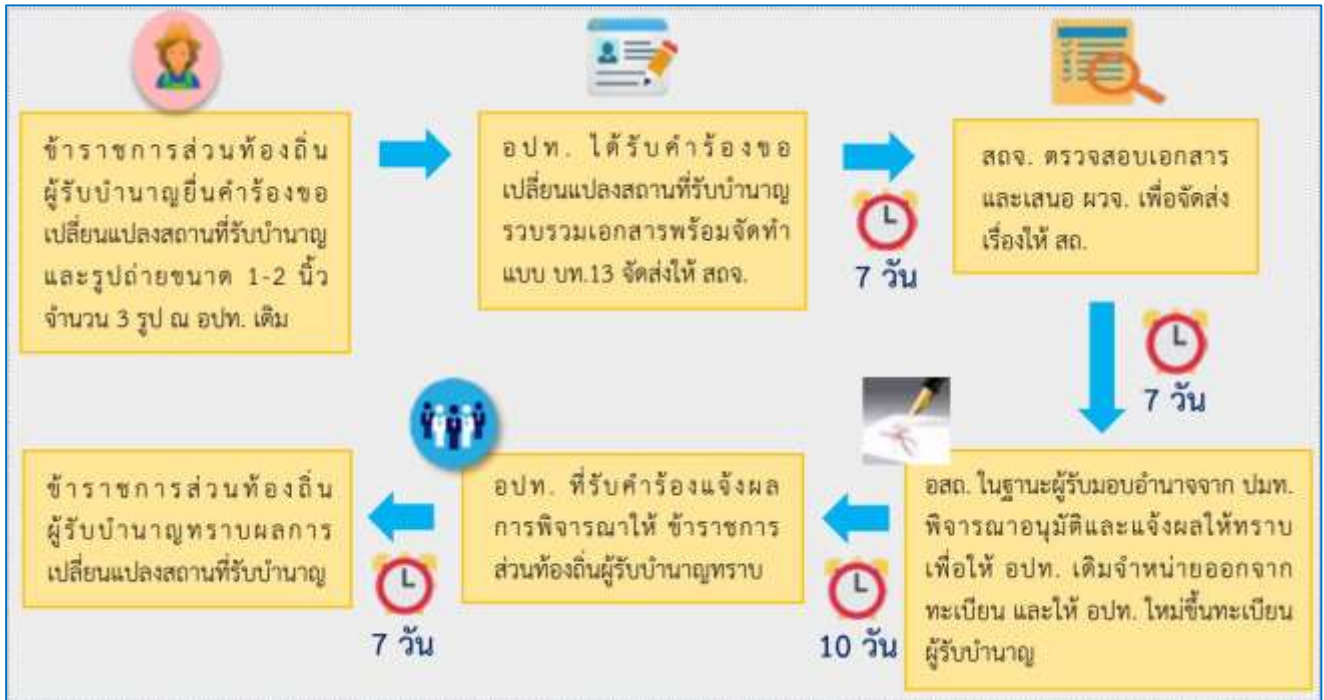 ข้าราชการส่วนท้องถิ่น
ผู้รับบำนาญยื่นคำร้องขอ
เปลี่ยนแปลงสถานที่รับบำนาญ
และรูปถ่ายขนาด 1-2 นิ้ว
จำนวน 3 รูป ณ อปท. เดิม
อปท. ได้รับคำร้องขอ
เปลี่ยนแปลงสถานที่รับบำนาญ
รวบรวมเอกสารพร้อมจัดทำ
แบบ บท.13 จัดส่งให้ สถจ.
7 วัน
สถจ. ตรวจสอบเอกสาร
และเสนอ ผวจ. เพื่อจัดส่ง
เรื่องให้ สถ.
7 วัน
อสถ. ในฐานะผู้รับมอบอำนาจจาก ปมท.
พิจารณาอนุมัติและแจ้งผลให้ทราบ
เพื่อให้ อปท. เดิมจำหน่ายออกจาก
ทะเบียน และให้ อปท. ใหม่ขึ้นทะเบียน
ผู้รับบำนาญ
10 วัน
อปท. ที่รับคำร้องแจ้งผล
การพิจารณาให้ ข้าราชการ
ส่วนท้องถิ่นผู้รับบำนาญทราบ
7 วัน
ข้าราชการส่วนท้องถิ่น
ผู้รับบำนาญทราบผลการ
เปลี่ยนแปลงสถานที่รับบำนาญ